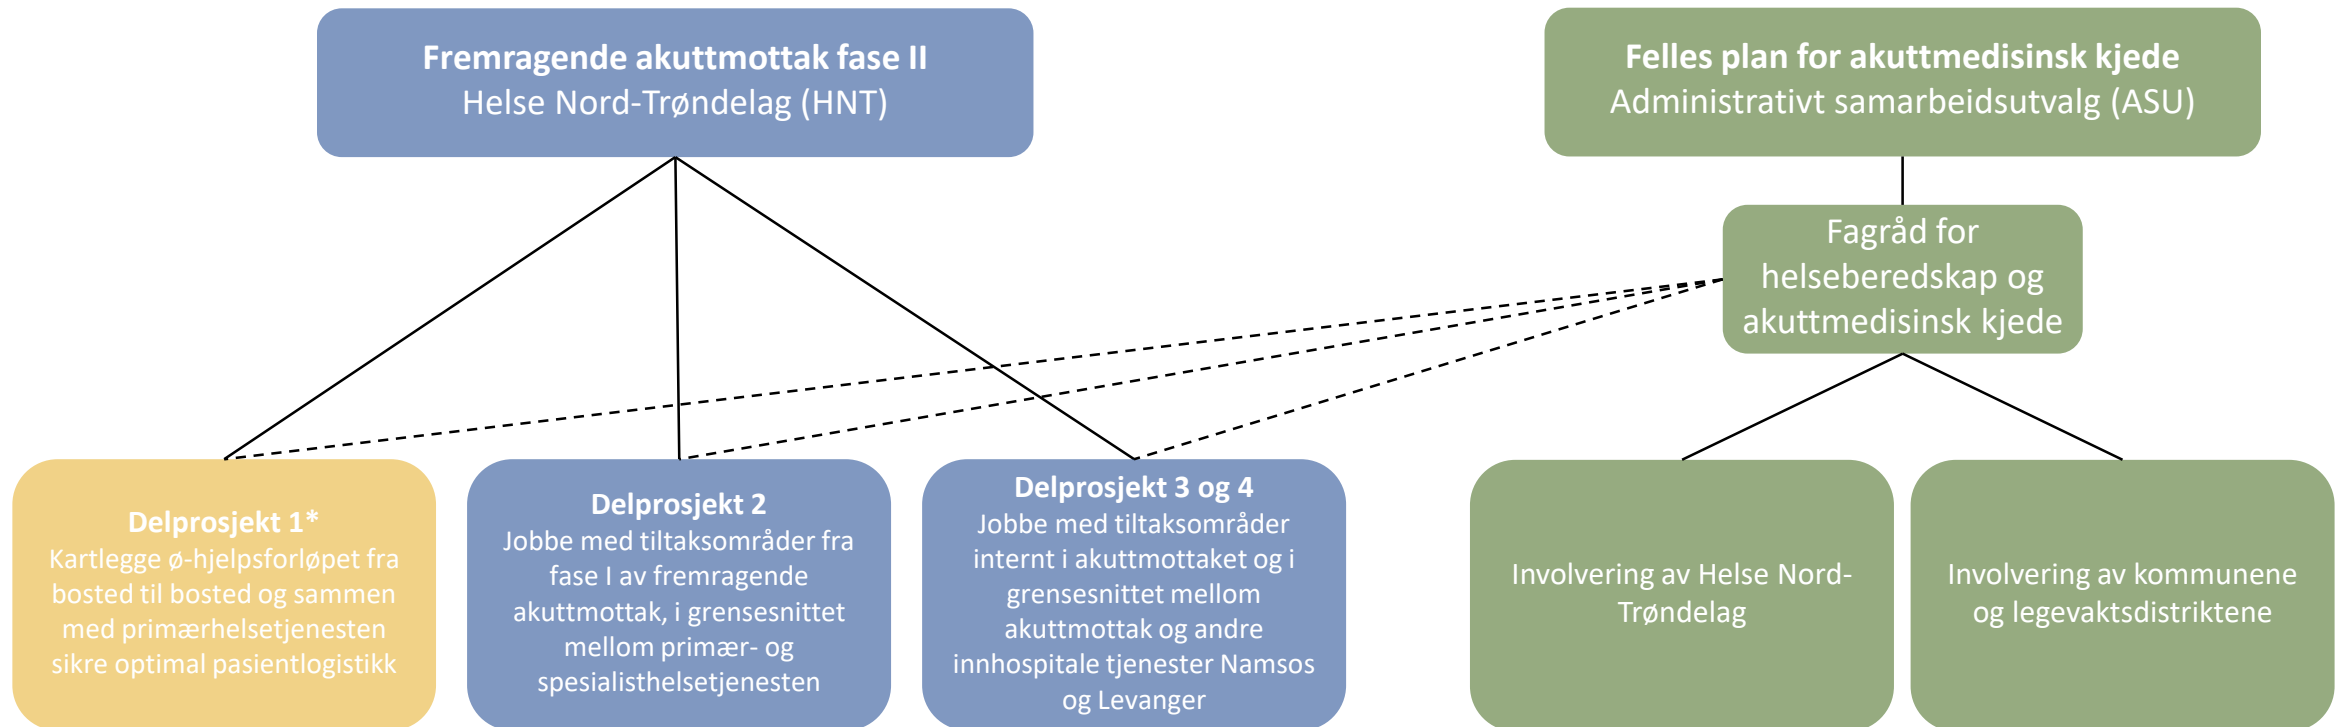 Fremragende akuttmottak fase II
Helse Nord-Trøndelag (HNT)
Felles plan for akuttmedisinsk kjede
Administrativt samarbeidsutvalg (ASU)
Fagråd for
helseberedskap og
akuttmedisinsk kjede
Delprosjekt 1*
Kartlegge ø-hjelpsforløpet fra
bosted til bosted og sammen
med primærhelsetjenesten
sikre optimal pasientlogistikk
Delprosjekt 2
Jobbe med tiltaksområder fra
fase I av fremragende
akuttmottak, i grensesnittet
mellom primær- og
spesialisthelsetjenesten
Delprosjekt 3 og 4
Jobbe med tiltaksområder
internt i akuttmottaket og i
grensesnittet mellom
akuttmottak og andre
innhospitale tjenester Namsos
og Levanger
Involvering av Helse Nord-
Trøndelag
Involvering av kommunene
og legevaktsdistriktene